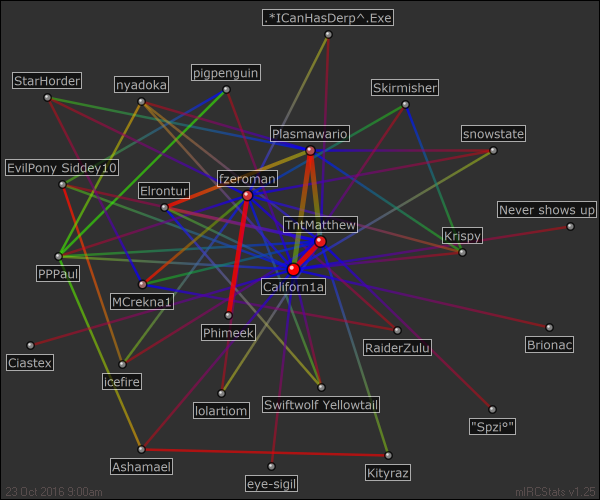 .*ICanHasDerp^.Exe
pigpenguin
StarHorder
nyadoka
Skirmisher
Plasmawario
snowstate
EvilPony Siddey10
fzeroman
Elrontur
Never shows up
TntMatthew
Krispy
PPPaul
Californ1a
MCrekna1
Phimeek
RaiderZulu
Brionac
Ciastex
icefire
lolartiom
Swiftwolf Yellowtail
"Spzi°"
Ashamael
eye-sigil
Kityraz
23 Oct 2016 9:00am
mIRCStats v1.25